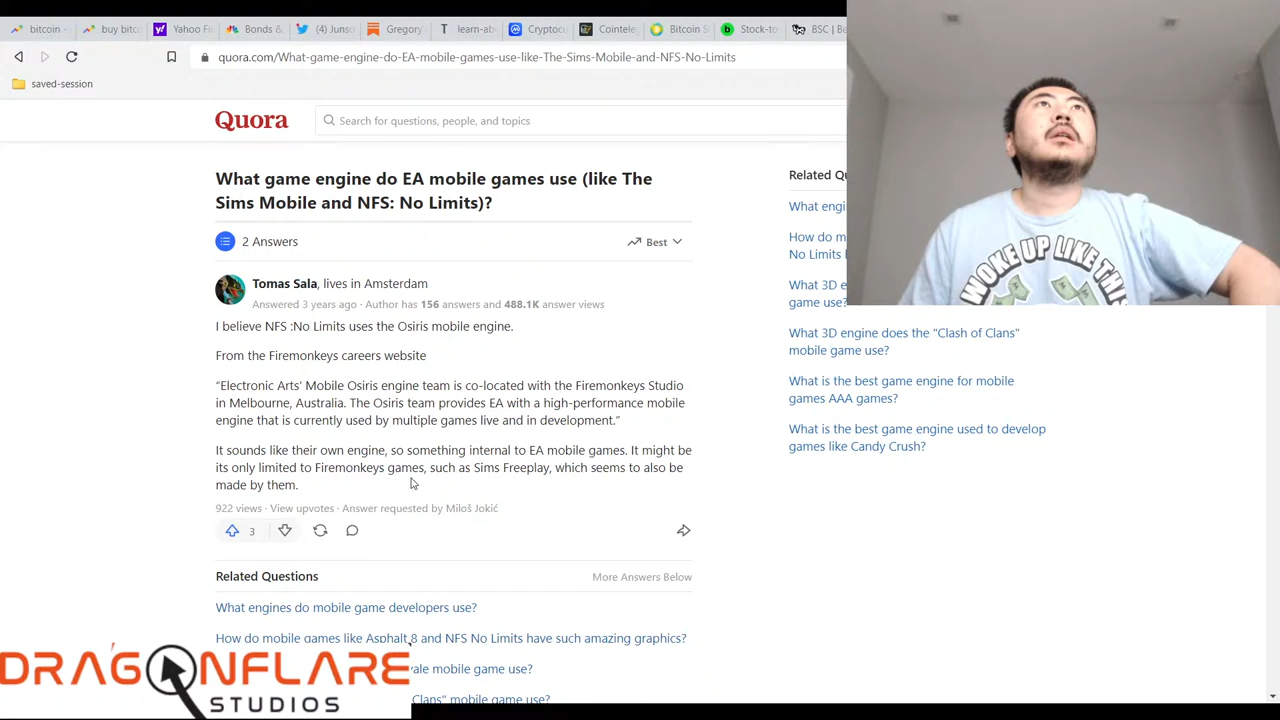 bitcoin
buy bitc
Yahoo Fi
Bonds &
(4) Junso
Gregory
learn-ab
Cryptoc
Cointele
Bitcoin S
Stock-to
BSC | B
quora.com/What-game-engine-do-EA-mobile-games-use-like-The-Sims-Mobile-and-NFS-No-Limits
saved-session
Quora
Search for questions, people, and topics
What game engine do EA mobile games use (like The
Sims Mobile and NFS: No Limits)?
2 Answers
Best
Tomas Sala, lives in Amsterdam
Answered 3 years ago · Author has 156 answers and 488.1K answer views
I believe NFS :No Limits uses the Osiris mobile engine.
From the Firemonkeys careers website
“Electronic Arts' Mobile Osiris engine team is co-located with the Firemonkeys Studio
in Melbourne, Australia. The Osiris team provides EA with a high-performance mobile
engine that is currently used by multiple games live and in development.”
It sounds like their own engine, so something internal to EA mobile games. It might be
its only limited to Firemonkeys games, such as Sims Freeplay, which seems to also be
made by them.
922 views · View upvotes · Answer requested by Miloš Jokić
3
Related Questions
More Answers Below
What engines do mobile game developers use?
How do mobile games like Asphalt 8 and NFS No Limits have such amazing graphics?
yale mobile game use?
Clans" mobile game use?
Related Qu
What engi
How do m
No Limits
What 3D e
game use?
What 3D engine does the "Clash of Clans"
mobile game use?
What is the best game engine for mobile
games AAA games?
What is the best game engine used to develop
games like Candy Crush?
WOKE UP LIKE THIS
DRAGONFLARE
STUDIOS